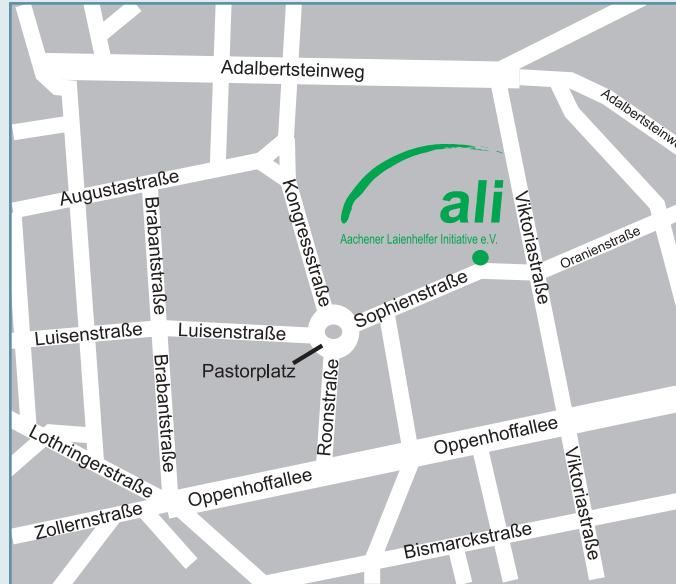 Adalbertsteinweg
Adalbertsteinweg
Augustastraße
Brabantstraße
Kongressstraße
ali
Aachener Laienhelfer Initiative e.V.
Viktoriastraße
Oranienstraße
Sophienstraße
Luisenstraße
Luisenstraße
Pastorplatz
Brabantstraße
Roonstraße
Lothringerstraße
Oppenhoffallee
Oppenhoffallee
Viktoriastraße
Zollernstraße
Bismarckstraße